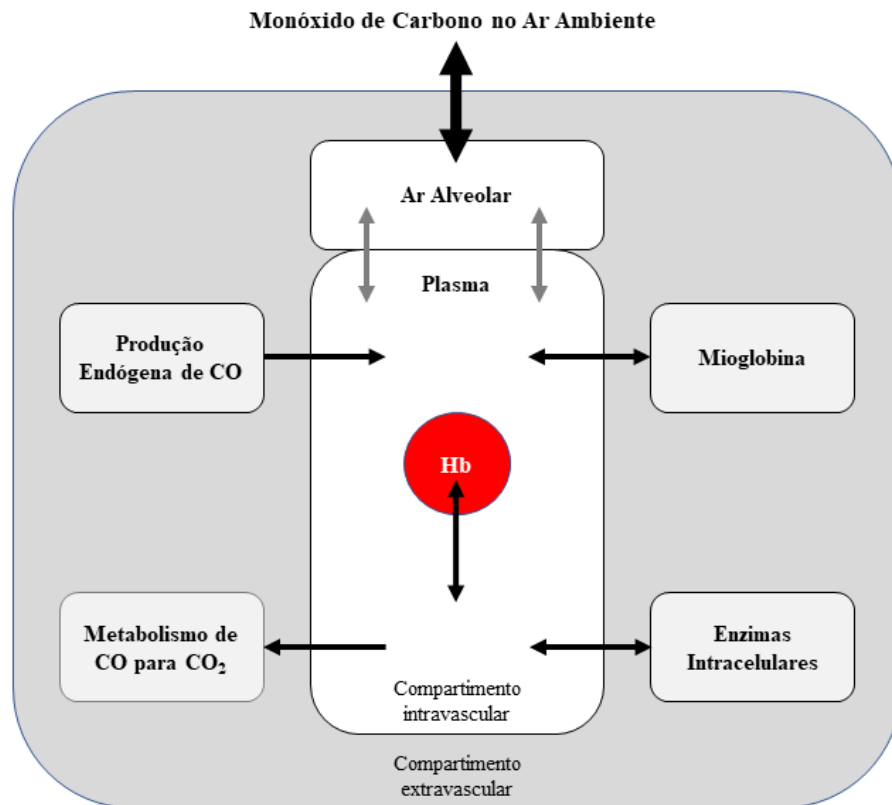 Monóxido de Carbono no Ar Ambiente
Ar Alveolar
Plasma
Produção
Endógena de CO
Mioglobina
Hb
Metabolismo de
CO para CO₂
Enzimas
Intracelulares
Compartimento
intravascular
Compartimento
extravascular